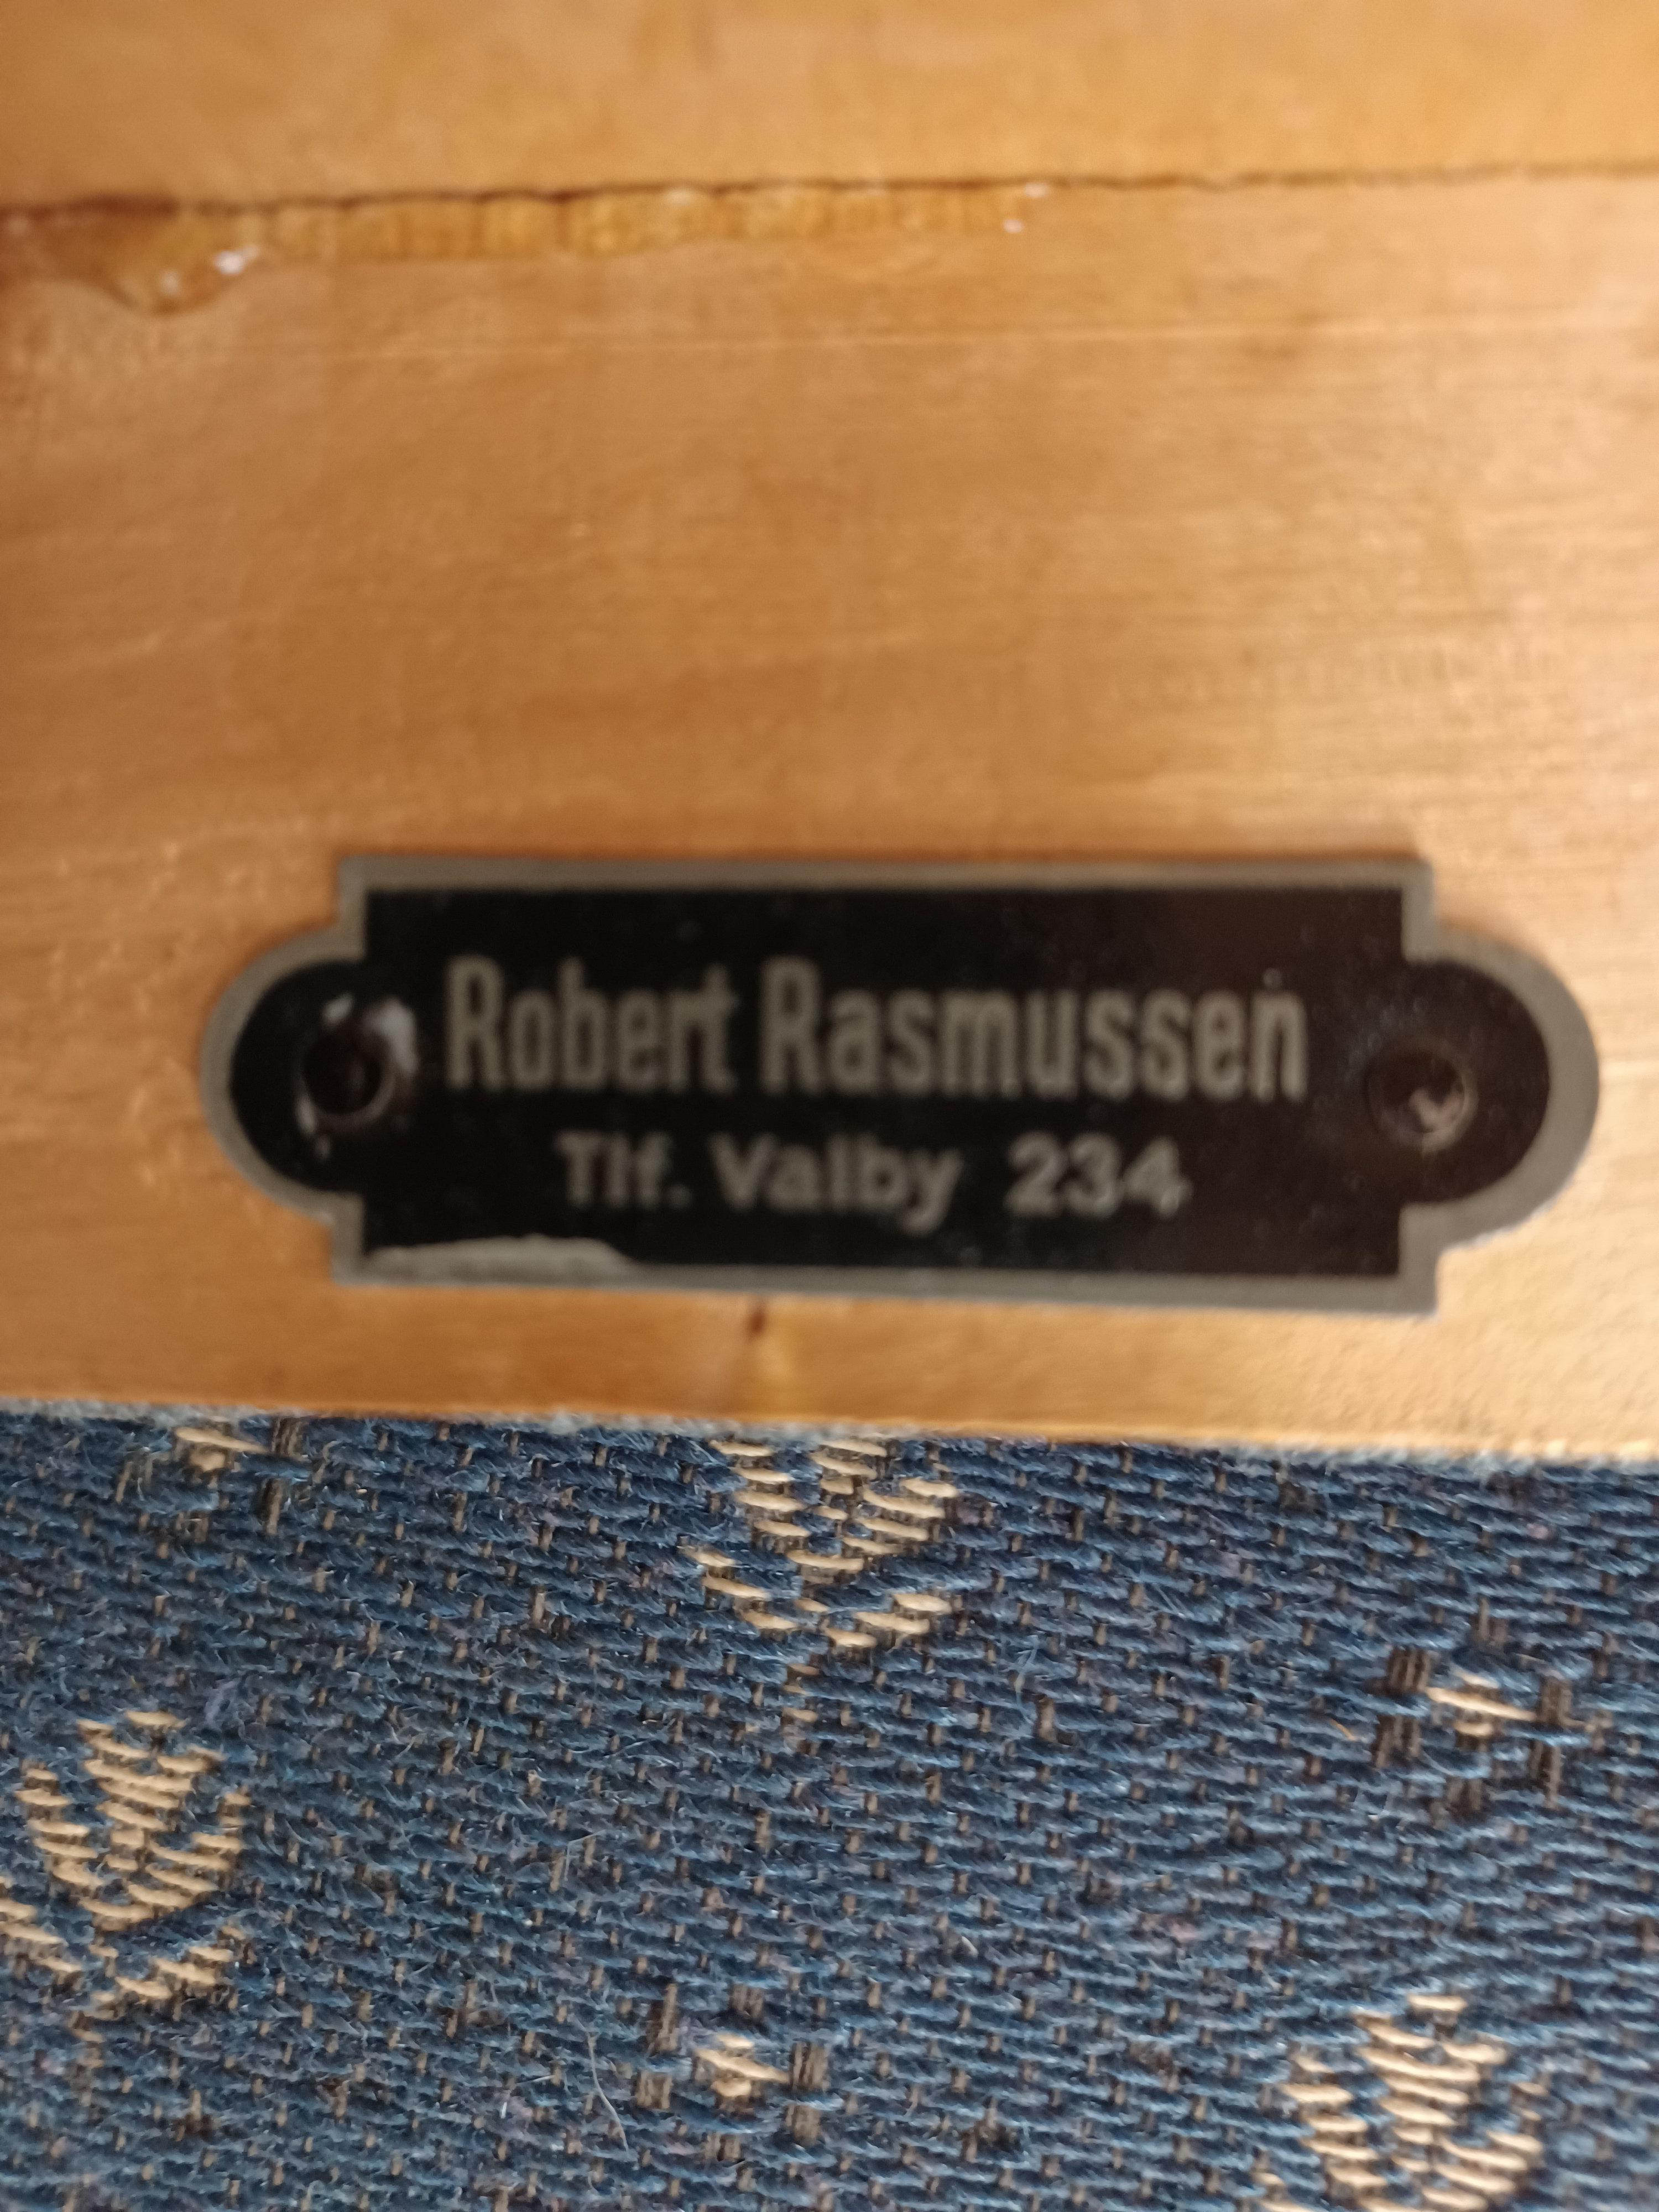 Robert Rasmussen
Tlf. Valby 234